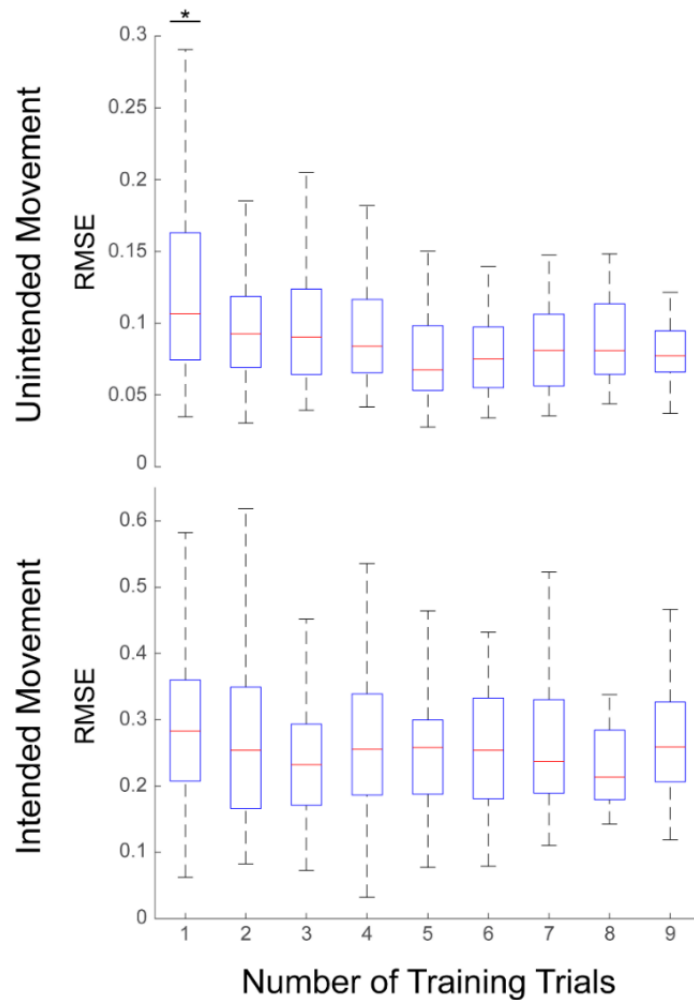 *
Unintended Movement
RMSE
0.3
0.25
0.2
0.15
0.1
0.05
0
Intended Movement
RMSE
0.6
0.5
0.4
0.3
0.2
0.1
0
1 2 3 4 5 6 7 8 9
Number of Training Trials